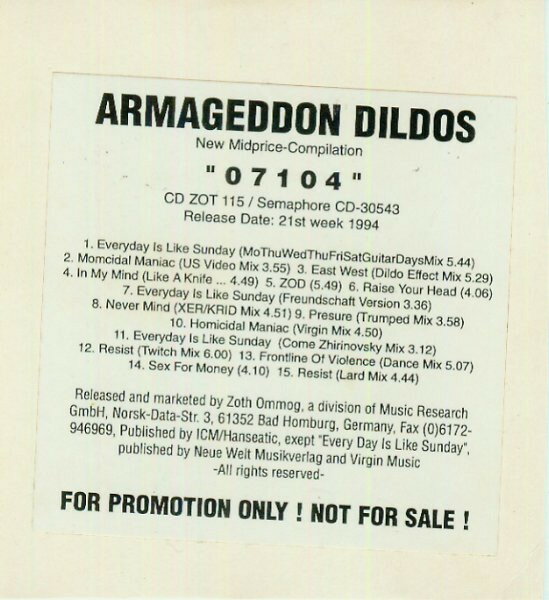 ARMAGEDDON DILDOS
New Midprice-Compilation
"07104"
CD ZOT 115 / Semaphore CD-30543
Release Date: 21st week 1994
1. Everyday Is Like Sunday (MoThuWedThuFriSatGuitarDaysMix 5.44)
2. Momcidal Maniac (US Video Mix 3.55) 3. East West (Dildo Effect Mix 5.29)
4. In My Mind (Like A Knife ... 4.49) 5. ZOD (5.49) 6. Raise Your Head (4.06)
7. Everyday Is Like Sunday (Freundschaft Version 3.36)
8. Never Mind (XER/KRID Mix 4.51) 9. Presure (Trumped Mix 3.58)
10. Homicidal Maniac (Virgin Mix 4.50)
11. Everyday Is Like Sunday (Come Zhirinovsky Mix 3.12)
12. Resist (Twitch Mix 6.00) 13. Frontline Of Violence (Dance Mix 5.07)
14. Sex For Money (4.10) 15. Resist (Lard Mix 4.44)
Released and marketed by Zoth Ommog, a division of Music Research
GmbH, Norsk-Data-Str. 3, 61352 Bad Homburg, Germany, Fax (0)6172-
946969, Published by ICM/Hanseatic, exept "Every Day Is Like Sunday",
published by Neue Welt Musikverlag and Virgin Music
-All rights reserved-
FOR PROMOTION ONLY ! NOT FOR SALE !